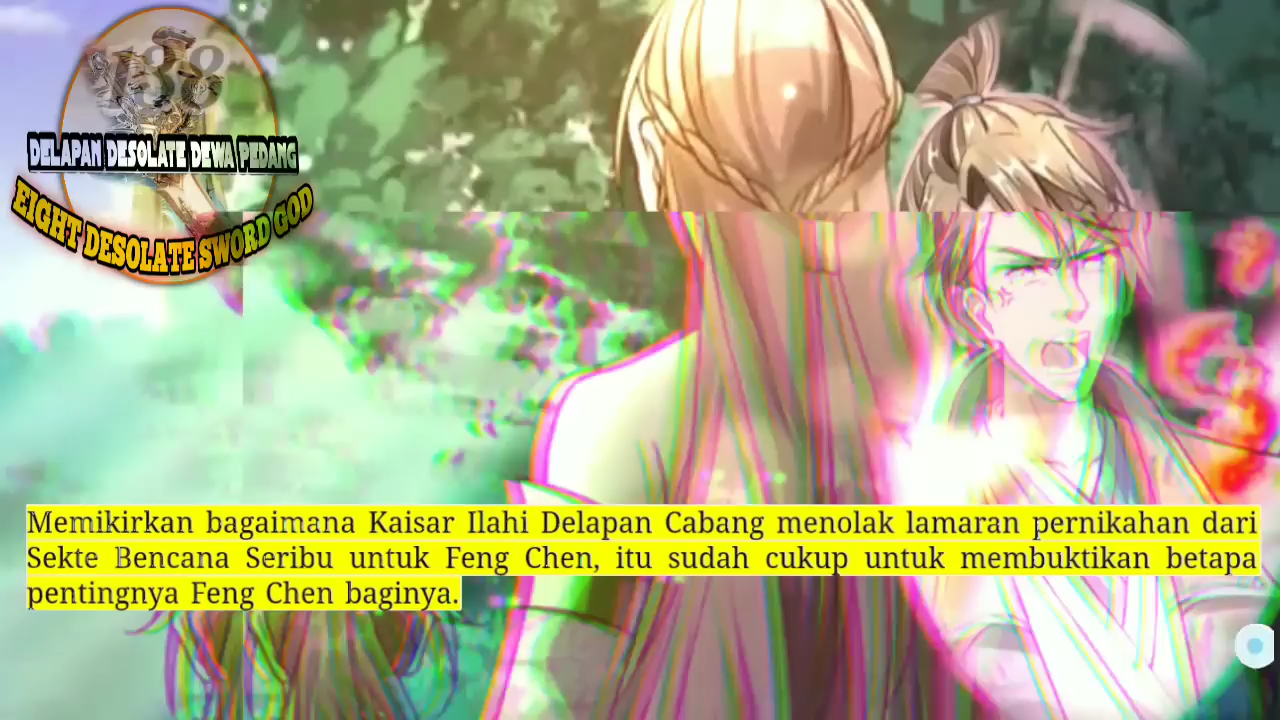 138
DELAPAN DESOLATE DEWA PEDANG
EIGHT DESOLATE SWORD GOD
Memikirkan bagaimana Kaisar Ilahi Delapan Cabang menolak lamaran pernikahan dari
Sekte Bencana Seribu untuk Feng Chen, itu sudah cukup untuk membuktikan betapa
pentingnya Feng Chen baginya.